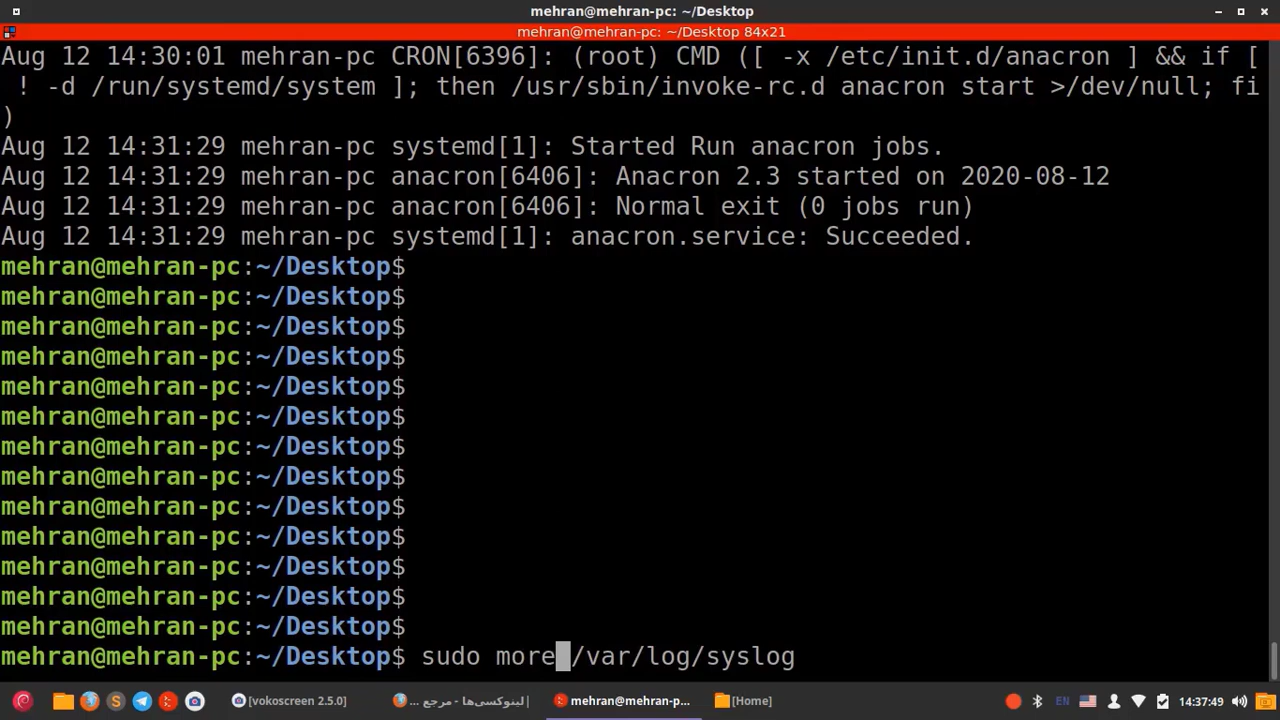 mehran@mehran-pc: ~/Desktop
mehran@mehran-pc: ~/Desktop 84x21
Aug 12 14:30:01 mehran-pc CRON[6396]: (root) CMD ([ -x /etc/init.d/anacron ] && if [
! -d /run/systemd/system ]; then /usr/sbin/invoke-rc.d anacron start >/dev/null; fi
)
Aug 12 14:31:29 mehran-pc systemd[1]: Started Run anacron jobs.
Aug 12 14:31:29 mehran-pc anacron[6406]: Anacron 2.3 started on 2020-08-12
Aug 12 14:31:29 mehran-pc anacron[6406]: Normal exit (0 jobs run)
Aug 12 14:31:29 mehran-pc systemd[1]: anacron.service: Succeeded.
mehran@mehran-pc:~/Desktop$
mehran@mehran-pc:~/Desktop$
mehran@mehran-pc:~/Desktop$
mehran@mehran-pc:~/Desktop$
mehran@mehran-pc:~/Desktop$
mehran@mehran-pc:~/Desktop$
mehran@mehran-pc:~/Desktop$
mehran@mehran-pc:~/Desktop$
mehran@mehran-pc:~/Desktop$
mehran@mehran-pc:~/Desktop$
mehran@mehran-pc:~/Desktop$
mehran@mehran-pc:~/Desktop$
mehran@mehran-pc:~/Desktop$
mehran@mehran-pc:~/Desktop$ sudo more /var/log/syslog
[vokoscreen 2.5.0] لینوکسی‌ها - مرجع ... mehran@mehran-p... [Home] EN 14:37:49